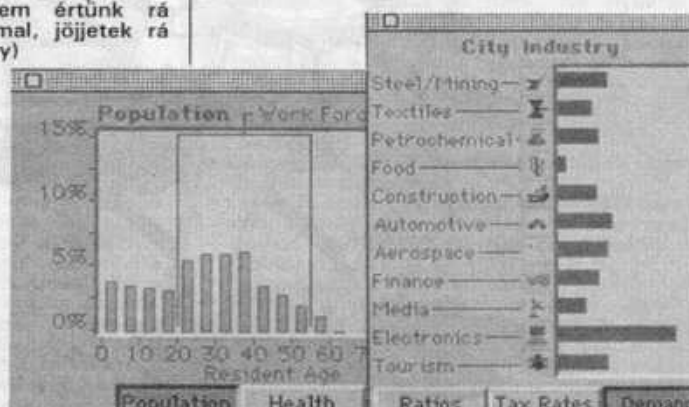 em értünk rá
mal, jöjjetek rá
y)
Population
Work Forc
15%
10%
5%
0%
0 10 20 30 40 50 60 7
Resident Age
Population Health
City Industry
Steel/Mining
Textiles
Petrochemical
Food
Construction
Automotive
Aerospace
Finance
Media
Electronics
Tourism
Ratios Tax Rates Deman